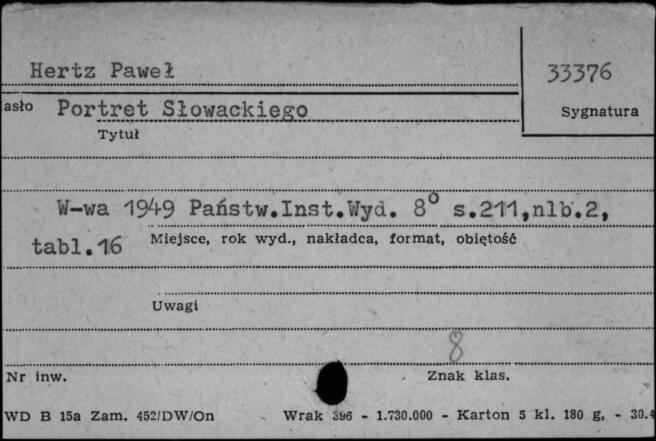 Hertz Paweł
33376
asło Portret Słowackiego
Sygnatura
Tytuł
W-wa 1949 Państw.Inst.Wyd. 8° s.211,nlb.2,
tabl.16 Miejsce, rok wyd., nakładca, format, obiętość
Uwagi
8
Nr inw.
Znak klas.
WD B 15a Zam. 452/DW/On Wrak 396 - 1.730.000 - Karton 5 kl. 180 g. - 30.4